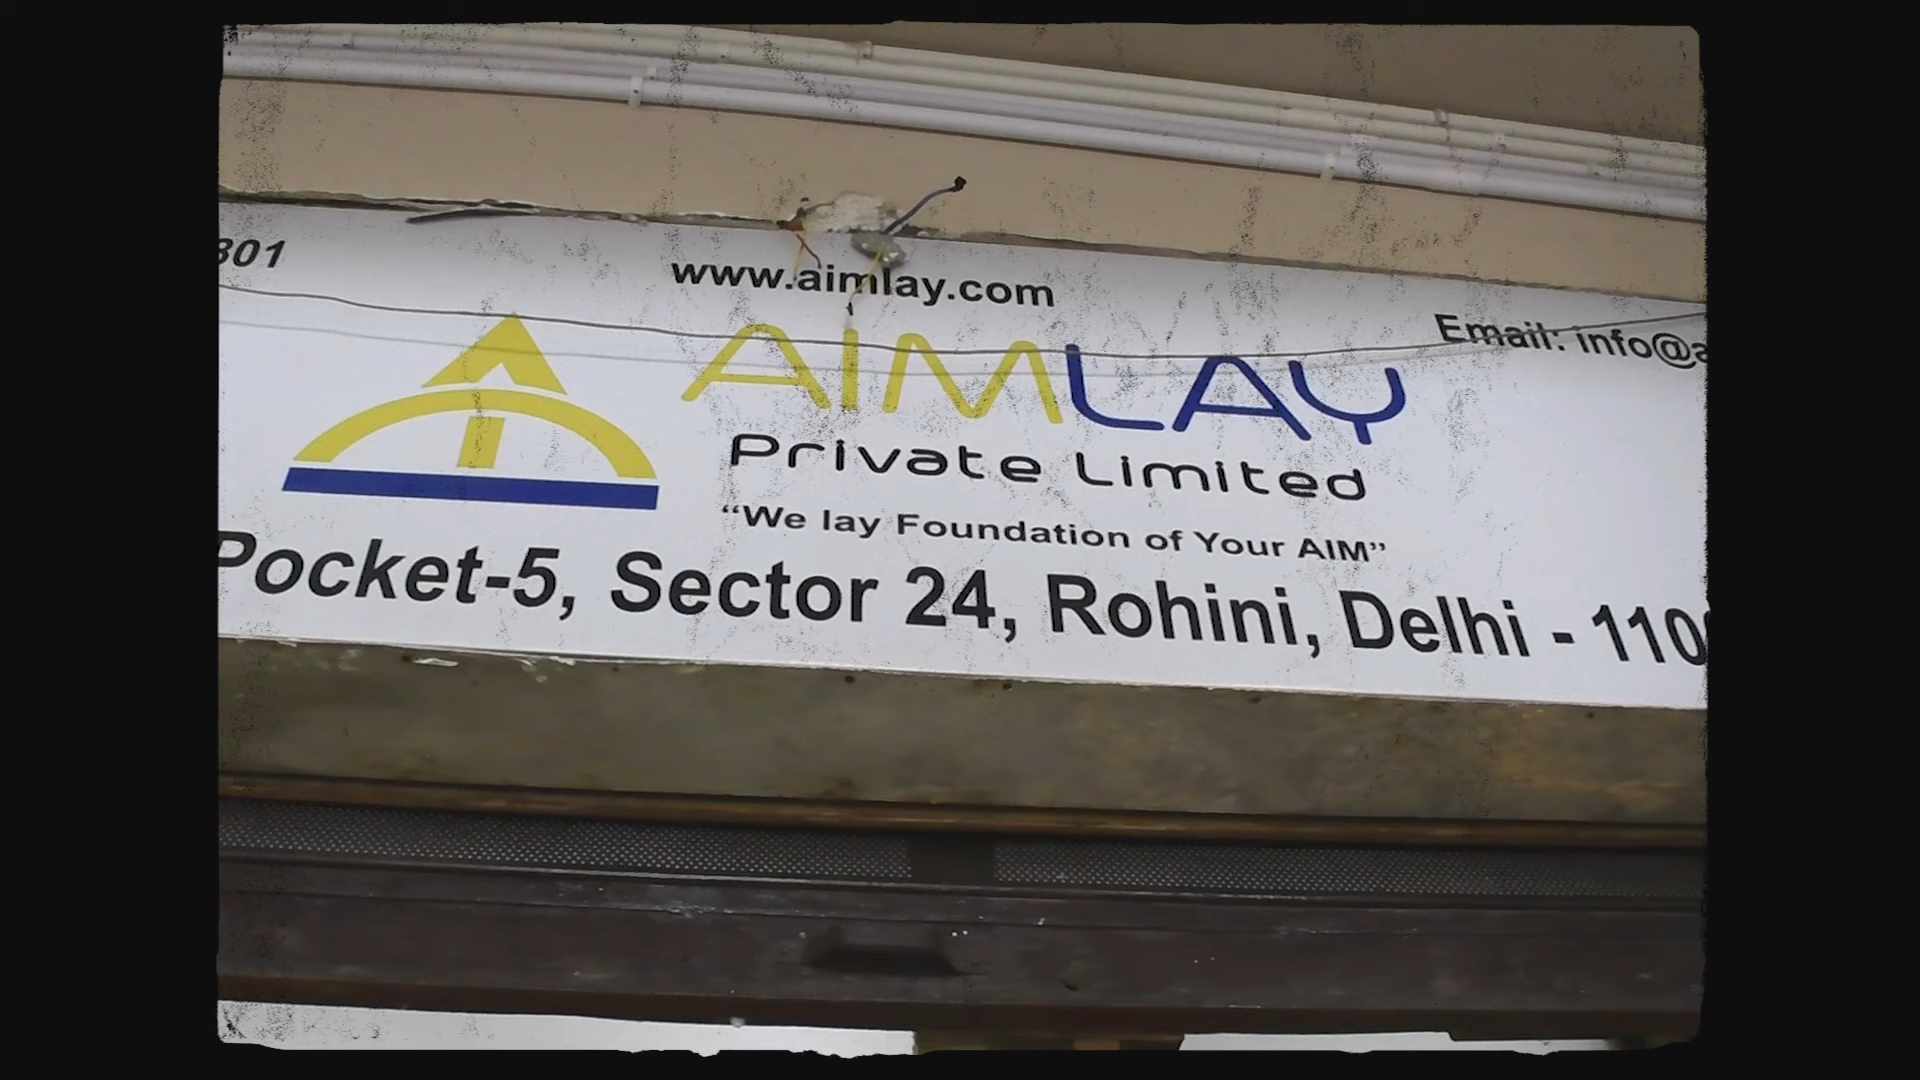 301
www.aimlay.com
Email: info@a
AIMLAY
Private Limited
“We lay Foundation of Your AIM”
Pocket-5, Sector 24, Rohini, Delhi - 110